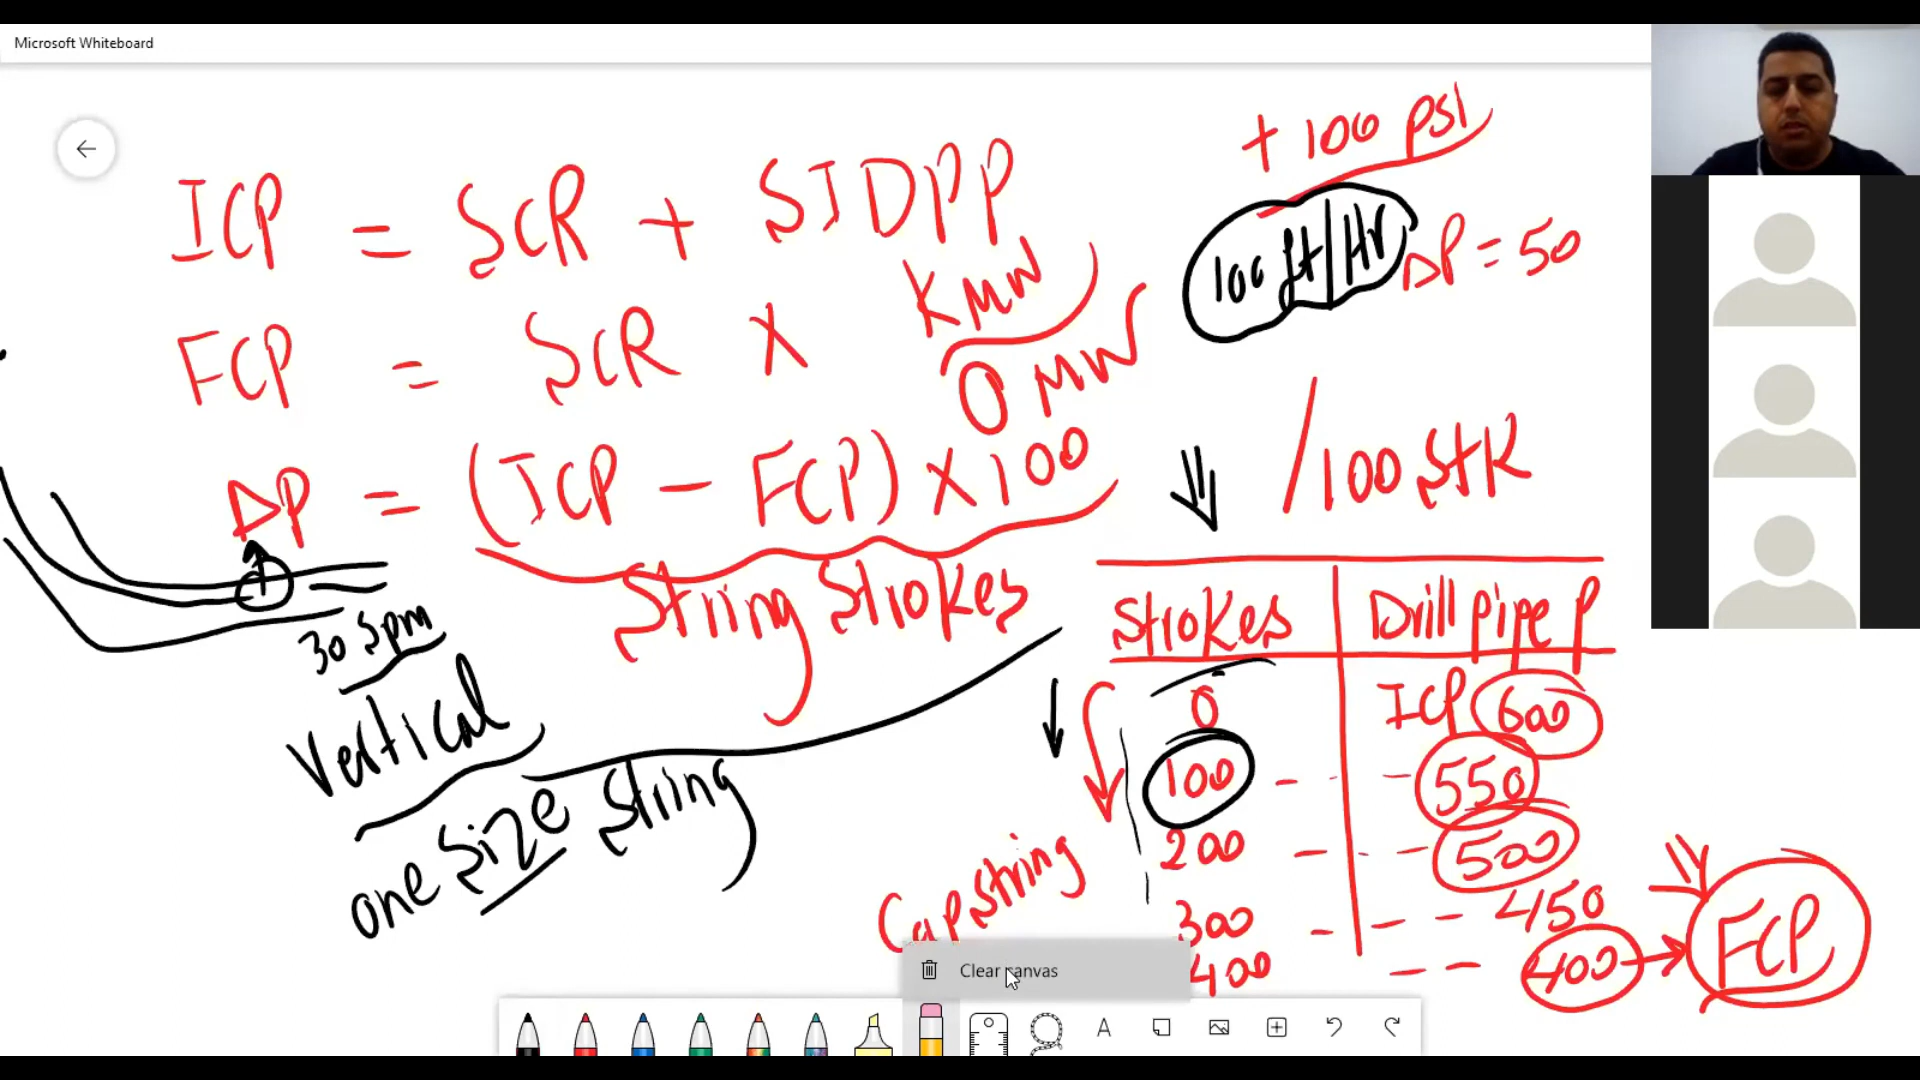 Microsoft Whiteboard
+ 100 psi
ICP = SCR + SIDPP
100 ft/Hr ΔP = 50
FCP = SCR X KMW
OMW
ΔP = (ICP - FCP) X 100
/100 Stk
String Strokes
30 spm
Vertical
one Size String
Strokes Drill pipe P
0 ICP 600
100 - - - 550
200 - - - 500
300 - - - 450
400 - - 400 → FCP
Cap string
Clear canvas
A